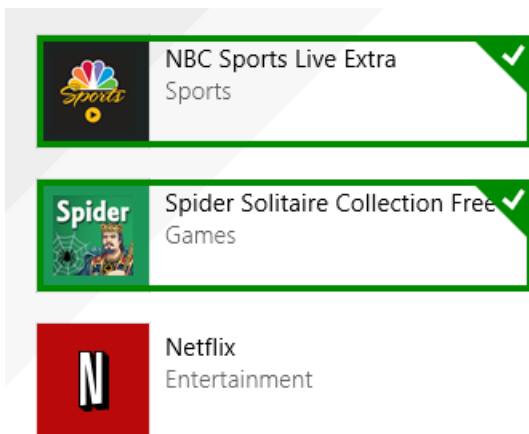 NBC Sports Live Extra
Sports
Sports
Spider Solitaire Collection Free
Games
Spider
Netflix
Entertainment
N